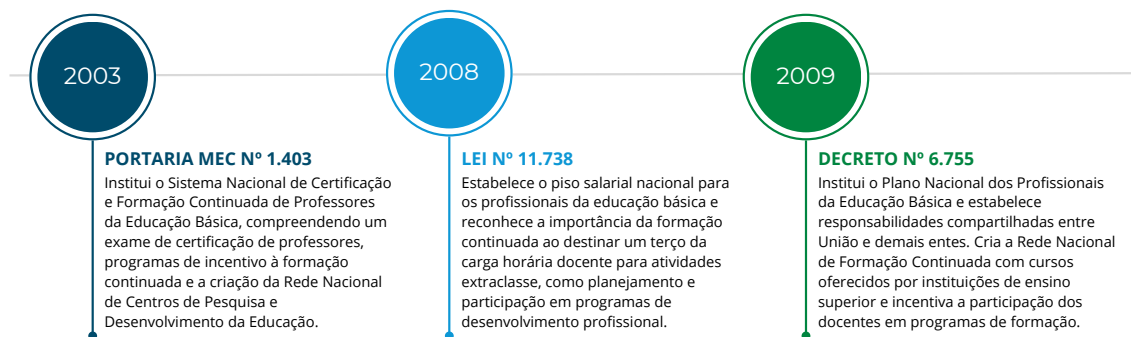 2003
PORTARIA MEC Nº 1.403
Institui o Sistema Nacional de Certificação
e Formação Continuada de Professores
da Educação Básica, compreendendo um
exame de certificação de professores,
programas de incentivo à formação
continuada e a criação da Rede Nacional
de Centros de Pesquisa e
Desenvolvimento da Educação.
2008
LEI Nº 11.738
Estabelece o piso salarial nacional para
os profissionais da educação básica e
reconhece a importância da formação
continuada ao destinar um terço da
carga horária docente para atividades
extraclasse, como planejamento e
participação em programas de
desenvolvimento profissional.
2009
DECRETO Nº 6.755
Institui o Plano Nacional dos Profissionais
da Educação Básica e estabelece
responsabilidades compartilhadas entre
União e demais entes. Cria a Rede Nacional
de Formação Continuada com cursos
oferecidos por instituições de ensino
superior e incentiva a participação dos
docentes em programas de formação.